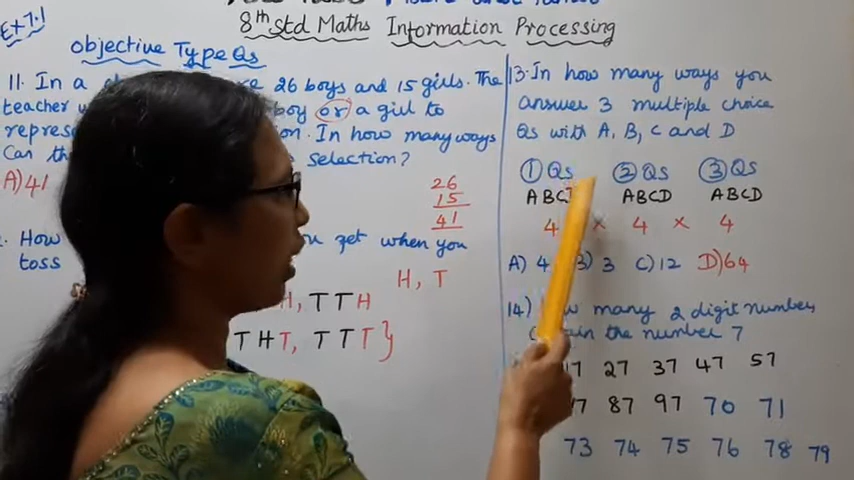 Ex 7.1
8th Std Maths Information Processing
objective Type Qs
11. In a 26 boys and 15 girls. The
teacher boy or a girl to
repres In how many ways
can th selection?
A) 41
26
15
41
How you get when you
toss
H, T
H, TTH
THT, TTT}
13. In how many ways you
answer 3 multiple choice
Qs with A, B, C and D
① Qs ② Qs ③ Qs
ABCD ABCD ABCD
4 × 4 × 4
A) 4 B) 3 C) 12 D) 64
14) many 2 digit numbers
the number 7
17 27 37 47 57
87 97 70 71
73 74 75 76 78 79